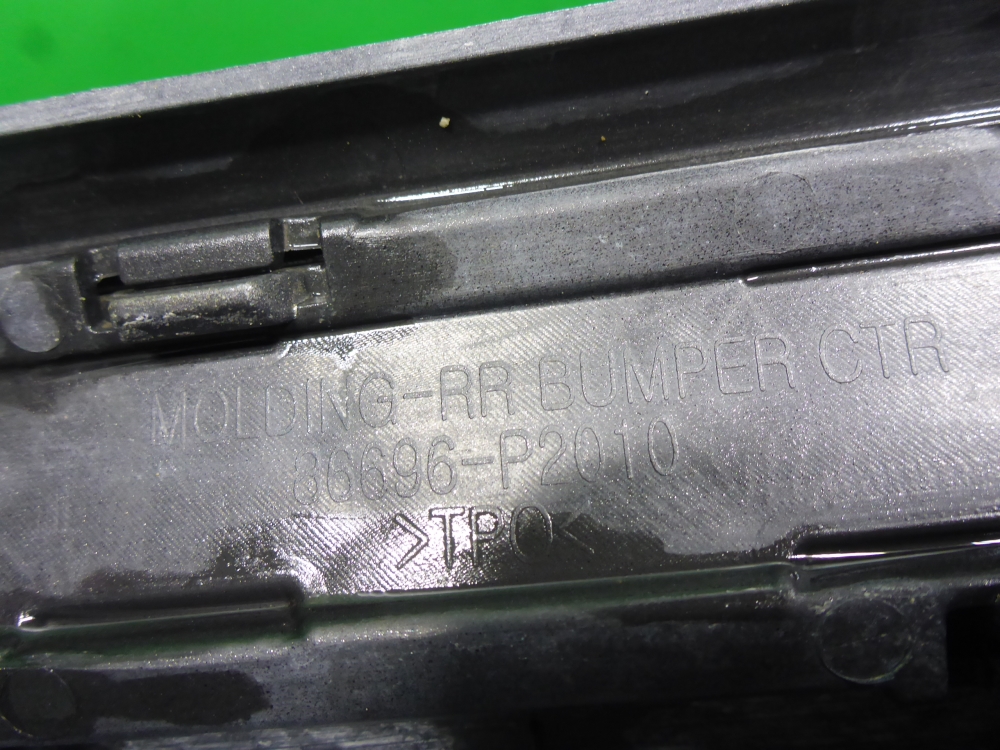 MOLDING-RR BUMPER CTR
86696-P2010
>TPO<